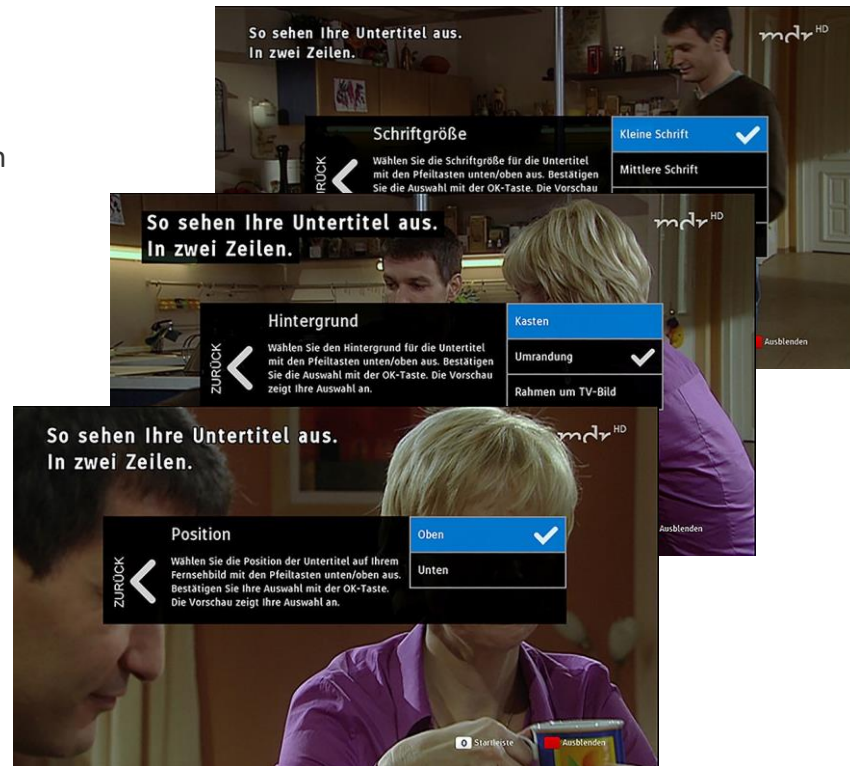 So sehen Ihre Untertitel aus.
In zwei Zeilen.
mdr HD
n
Schriftgröße
Wählen Sie die Schriftgröße für die Untertitel
mit den Pfeiltasten unten/oben aus. Bestätigen
Sie die Auswahl mit der OK-Taste. Die Vorschau
Kleine Schrift
Mittlere Schrift
Ausblenden
So sehen Ihre Untertitel aus.
In zwei Zeilen.
mdr HD
ZURÜCK
Hintergrund
Wählen Sie den Hintergrund für die Untertitel
mit den Pfeiltasten unten/oben aus. Bestätigen
Sie die Auswahl mit der OK-Taste. Die Vorschau
zeigt Ihre Auswahl an.
Kasten
Umrandung
Rahmen um TV-Bild
Ausblenden
So sehen Ihre Untertitel aus.
In zwei Zeilen.
mdr HD
ZURÜCK
Position
Wählen Sie die Position der Untertitel auf Ihrem
Fernsehbild mit den Pfeiltasten unten/oben aus.
Bestätigen Sie Ihre Auswahl mit der OK-Taste.
Die Vorschau zeigt Ihre Auswahl an.
Oben
Unten
0 Startleiste
Ausblenden